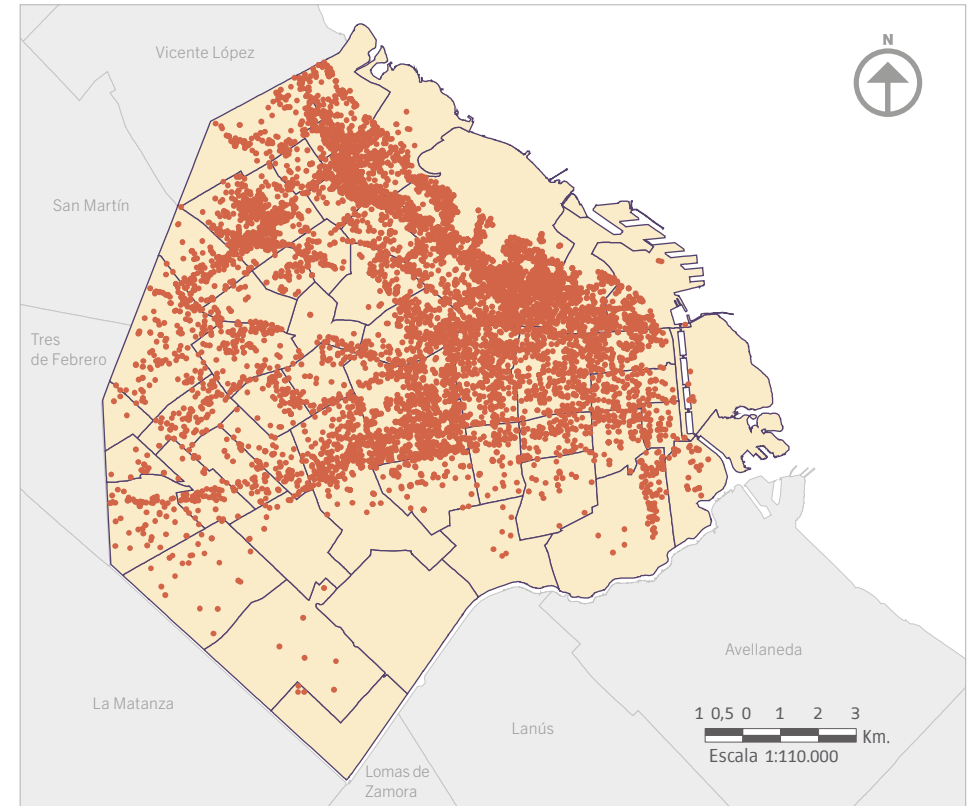 Vicente López
N
San Martín
Tres
de Febrero
La Matanza
Avellaneda
Lanús
Lomas de
Zamora
1 0,5 0 1 2 3
Km.
Escala 1:110.000